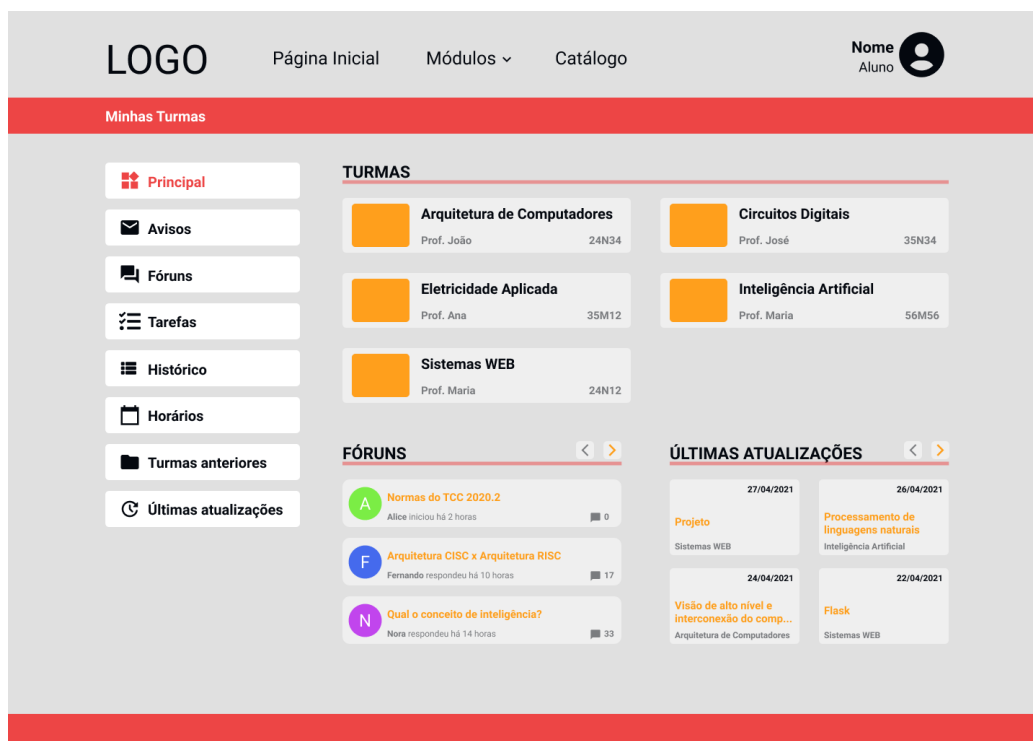 LOGO
Página Inicial
Módulos
Catálogo
Nome
Aluno
Minhas Turmas
Principal
Avisos
Fóruns
Tarefas
Histórico
Horários
Turmas anteriores
Últimas atualizações
TURMAS
Arquitetura de Computadores
Prof. João 24N34
Circuitos Digitais
Prof. José 35N34
Eletricidade Aplicada
Prof. Ana 35M12
Inteligência Artificial
Prof. Maria 56M56
Sistemas WEB
Prof. Maria 24N12
FÓRUNS
A
Normas do TCC 2020.2
Alice iniciou há 2 horas 0
F
Arquitetura CISC x Arquitetura RISC
Fernando respondeu há 10 horas 17
N
Qual o conceito de inteligência?
Nora respondeu há 14 horas 33
ÚLTIMAS ATUALIZAÇÕES
27/04/2021
Projeto
Sistemas WEB
26/04/2021
Processamento de
linguagens naturais
Inteligência Artificial
24/04/2021
Visão de alto nível e
interconexão do comp...
Arquitetura de Computadores
22/04/2021
Flask
Sistemas WEB